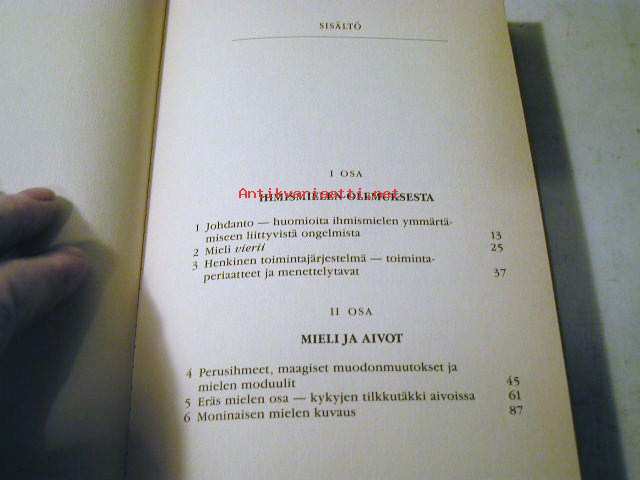 SISÄLTÖ
I OSA
Antikvariaatti.net
IHMISMIELEN OLEMUKSESTA
1 Johdanto — huomioita ihmismielen ymmärtä-
miseen liittyvistä ongelmista 13
2 Mieli vierii 25
3 Henkinen toimintajärjestelmä — toiminta-
periaatteet ja menettelytavat 37
II OSA
MIELI JA AIVOT
4 Perusihmeet, maagiset muodonmuutokset ja
mielen moduulit 45
5 Eräs mielen osa — kykyjen tilkkutäkki aivoissa 61
6 Moninaisen mielen kuvaus 87